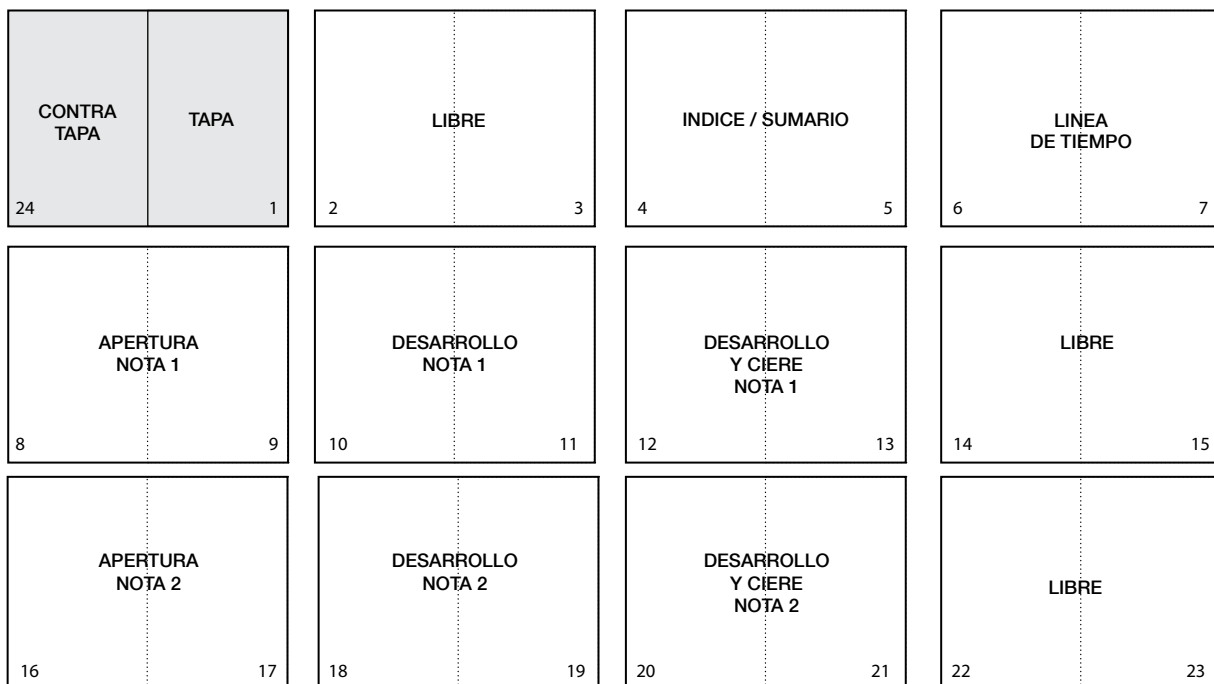 CONTRA
TAPA
TAPA
24
1
LIBRE
2
3
INDICE / SUMARIO
4
5
LINEA
DE TIEMPO
6
7
APERTURA
NOTA 1
8
9
DESARROLLO
NOTA 1
10
11
DESARROLLO
Y CIERE
NOTA 1
12
13
LIBRE
14
15
APERTURA
NOTA 2
16
17
DESARROLLO
NOTA 2
18
19
DESARROLLO
Y CIERE
NOTA 2
20
21
LIBRE
22
23